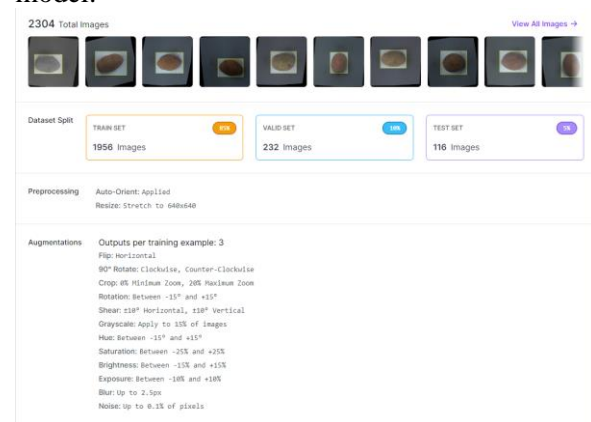 model.
2304 Total Images
View All Images →
Dataset Split
TRAIN SET 85%
1956 Images
VALID SET 10%
232 Images
TEST SET 5%
116 Images
Preprocessing
Auto-Orient: Applied
Resize: Stretch to 640x640
Augmentations
Outputs per training example: 3
Flip: Horizontal
90° Rotate: Clockwise, Counter-Clockwise
Crop: 0% Minimum Zoom, 20% Maximum Zoom
Rotation: Between -15° and +15°
Shear: ±10° Horizontal, ±10° Vertical
Grayscale: Apply to 15% of images
Hue: Between -15° and +15°
Saturation: Between -25% and +25%
Brightness: Between -15% and +15%
Exposure: Between -10% and +10%
Blur: Up to 2.5px
Noise: Up to 0.1% of pixels